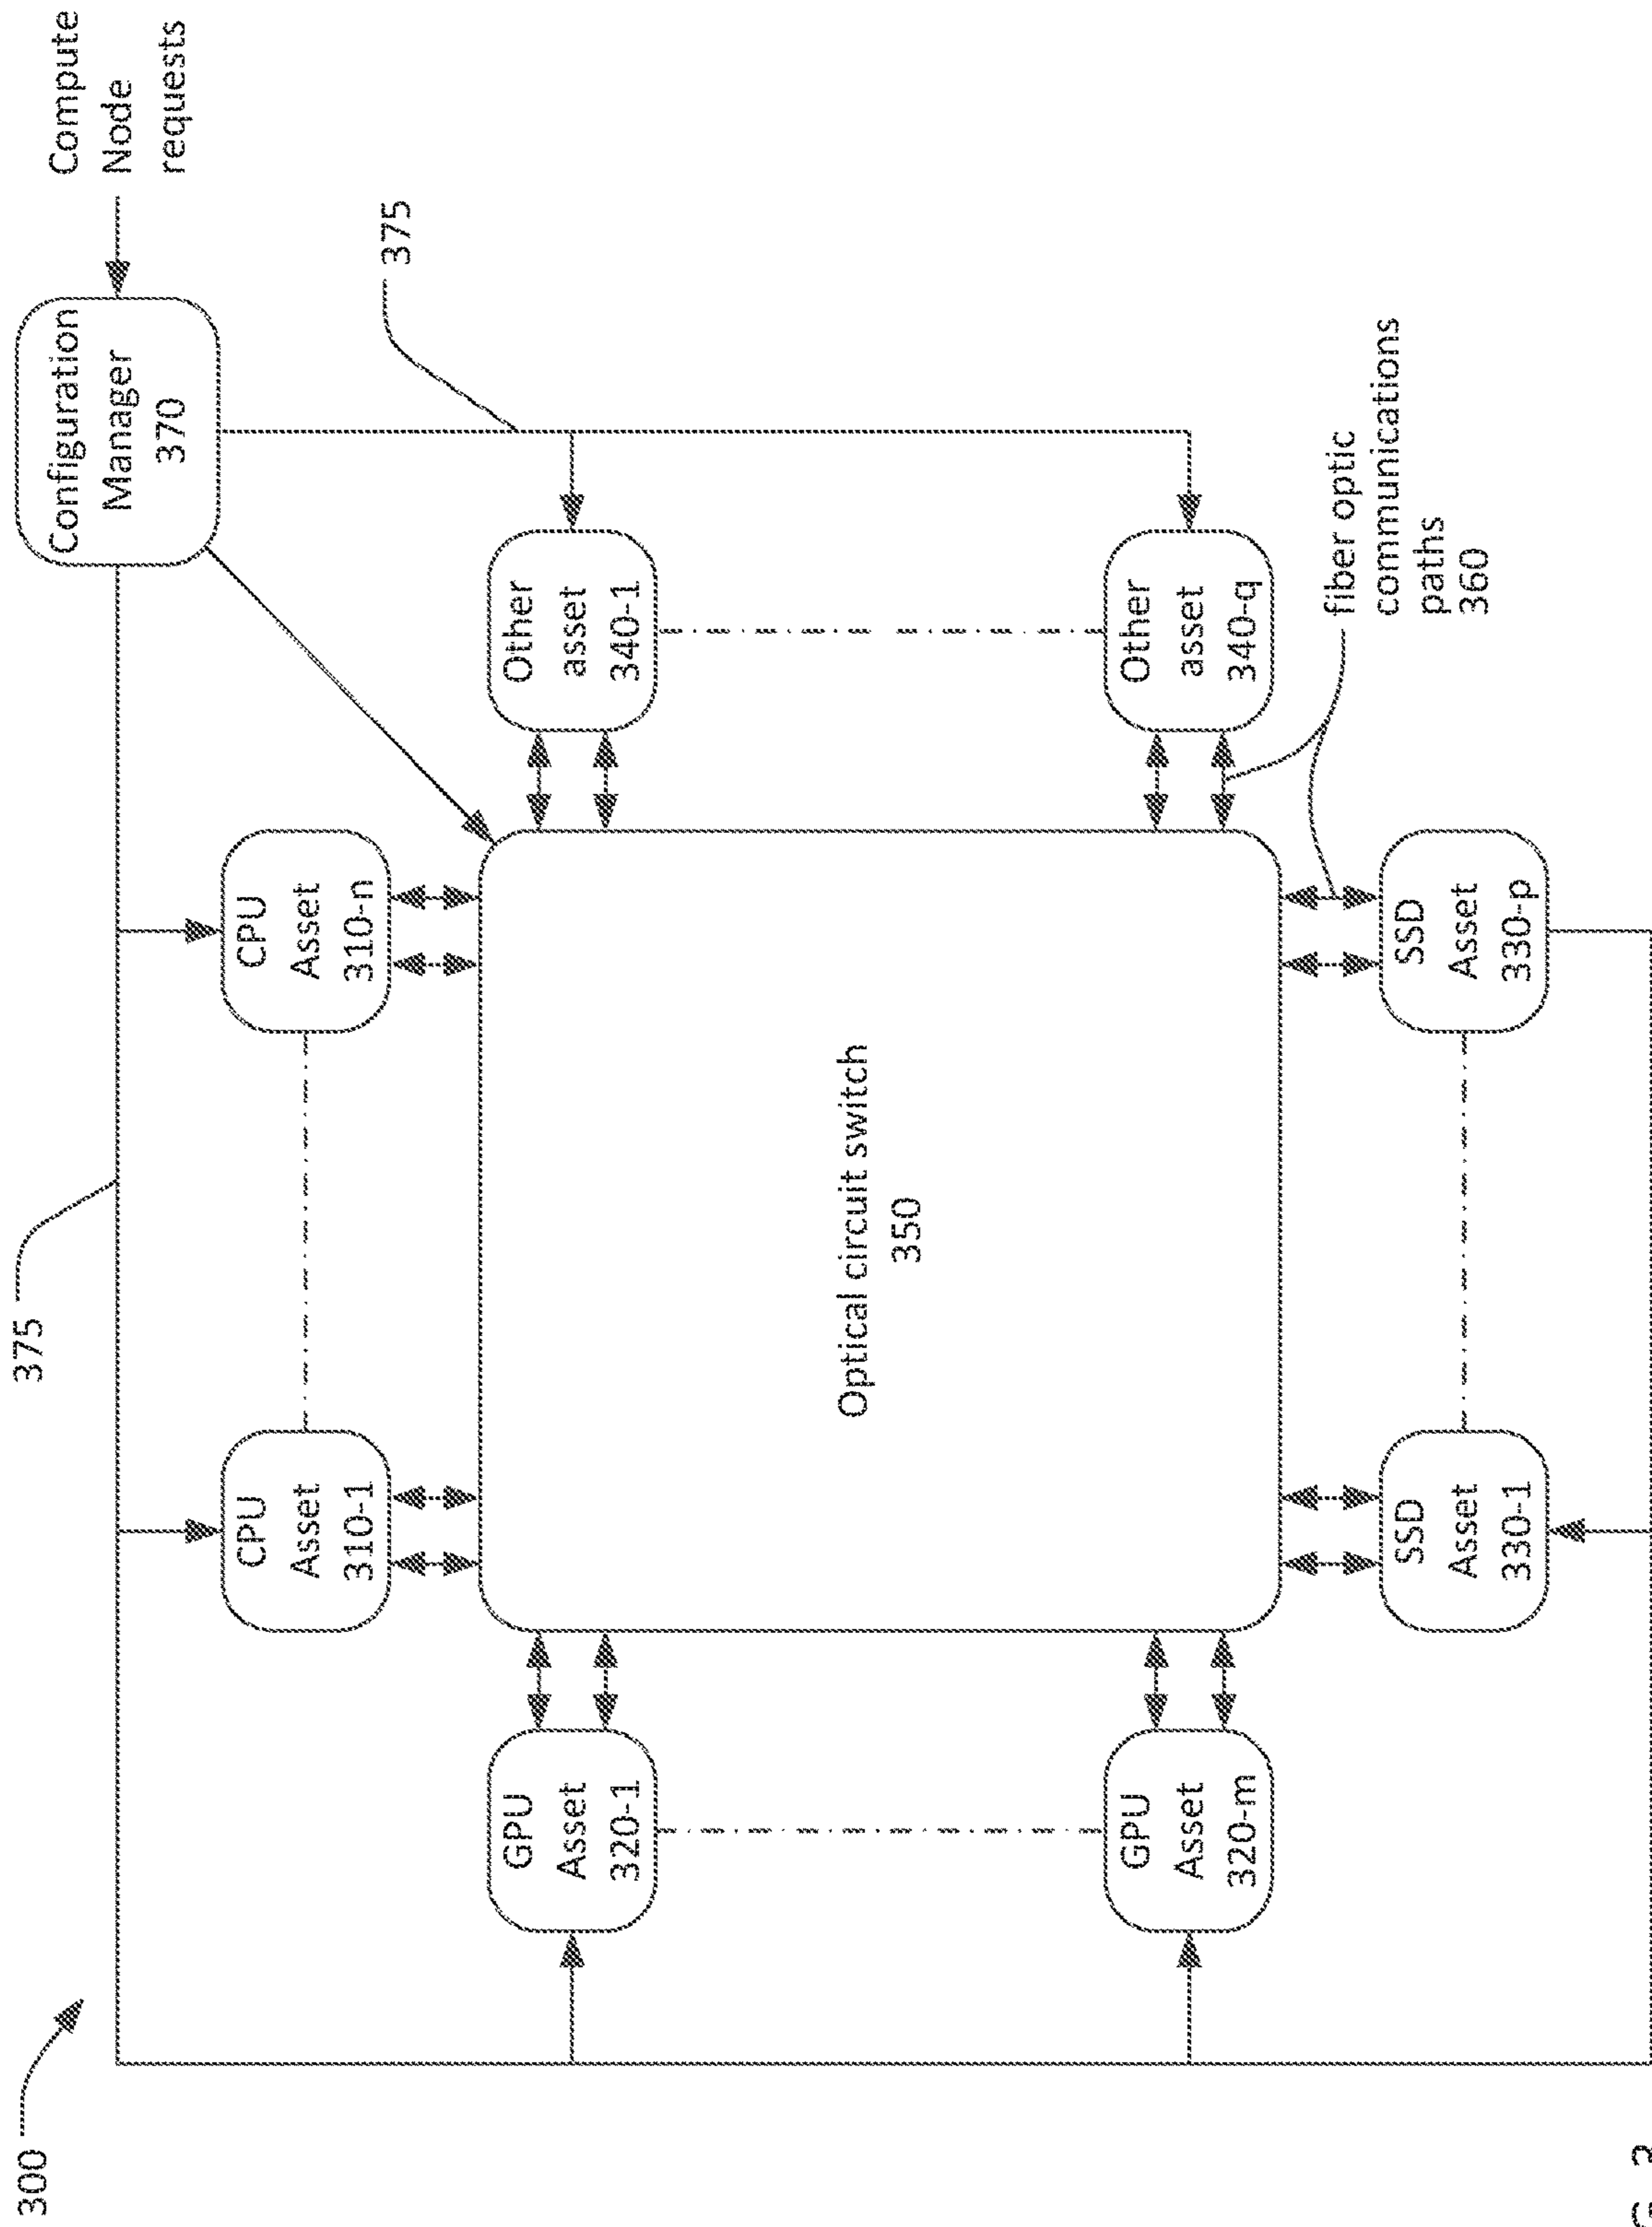 300
375
Compute
Node
requests
Configuration
Manager
370
375
CPU
Asset
310-1
CPU
Asset
310-n
GPU
Asset
320-1
Other
asset
340-1
Optical circuit switch
350
GPU
Asset
320-m
Other
asset
340-q
SSD
Asset
330-1
SSD
Asset
330-p
fiber optic
communications
paths
360